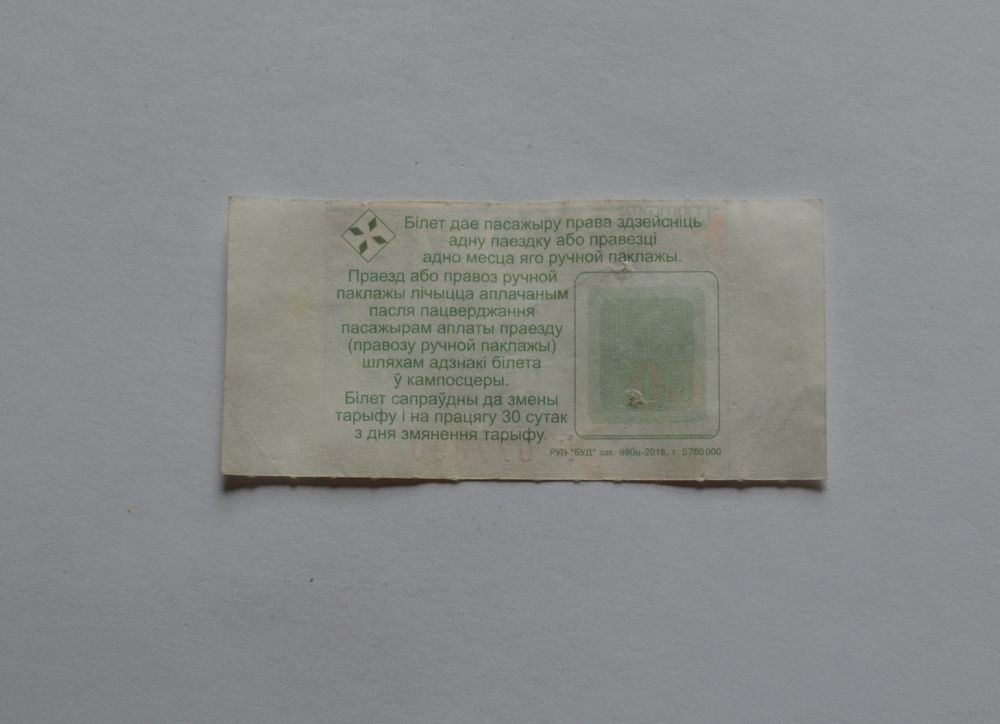 Білет дае пасажыру права здзейсніць
адну паездку або правезці
адно месца яго ручной паклажы.
Праезд або правоз ручной
паклажы лічыцца аплачаным
пасля пацверджання
пасажырам аплаты праезду
(правозу ручной паклажы)
шляхам адзнакі білета
ў кампосцеры.
Білет сапраўдны да змены
тарыфу і на працягу 30 сутак
з дня змянення тарыфу.
РУП "БУД" зак. 980ц-2018, т. 5760000